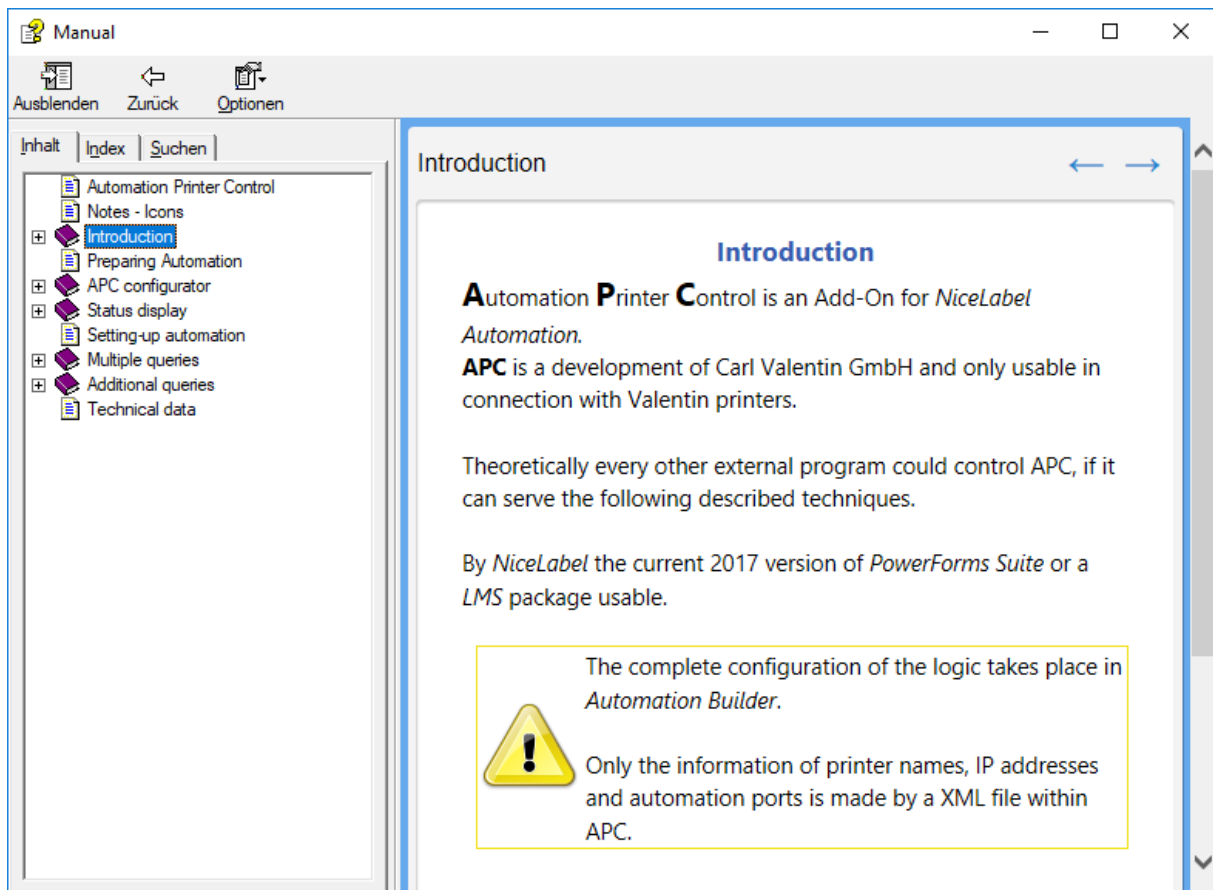 Manual
Ausblenden Zurück Optionen
Inhalt Index Suchen
Automation Printer Control
Notes - Icons
Introduction
Preparing Automation
APC configurator
Status display
Setting-up automation
Multiple queries
Additional queries
Technical data
Introduction
Introduction
Automation Printer Control is an Add-On for NiceLabel
Automation.
APC is a development of Carl Valentin GmbH and only usable in
connection with Valentin printers.
Theoretically every other external program could control APC, if it
can serve the following described techniques.
By NiceLabel the current 2017 version of PowerForms Suite or a
LMS package usable.
The complete configuration of the logic takes place in
Automation Builder.
Only the information of printer names, IP addresses
and automation ports is made by a XML file within
APC.